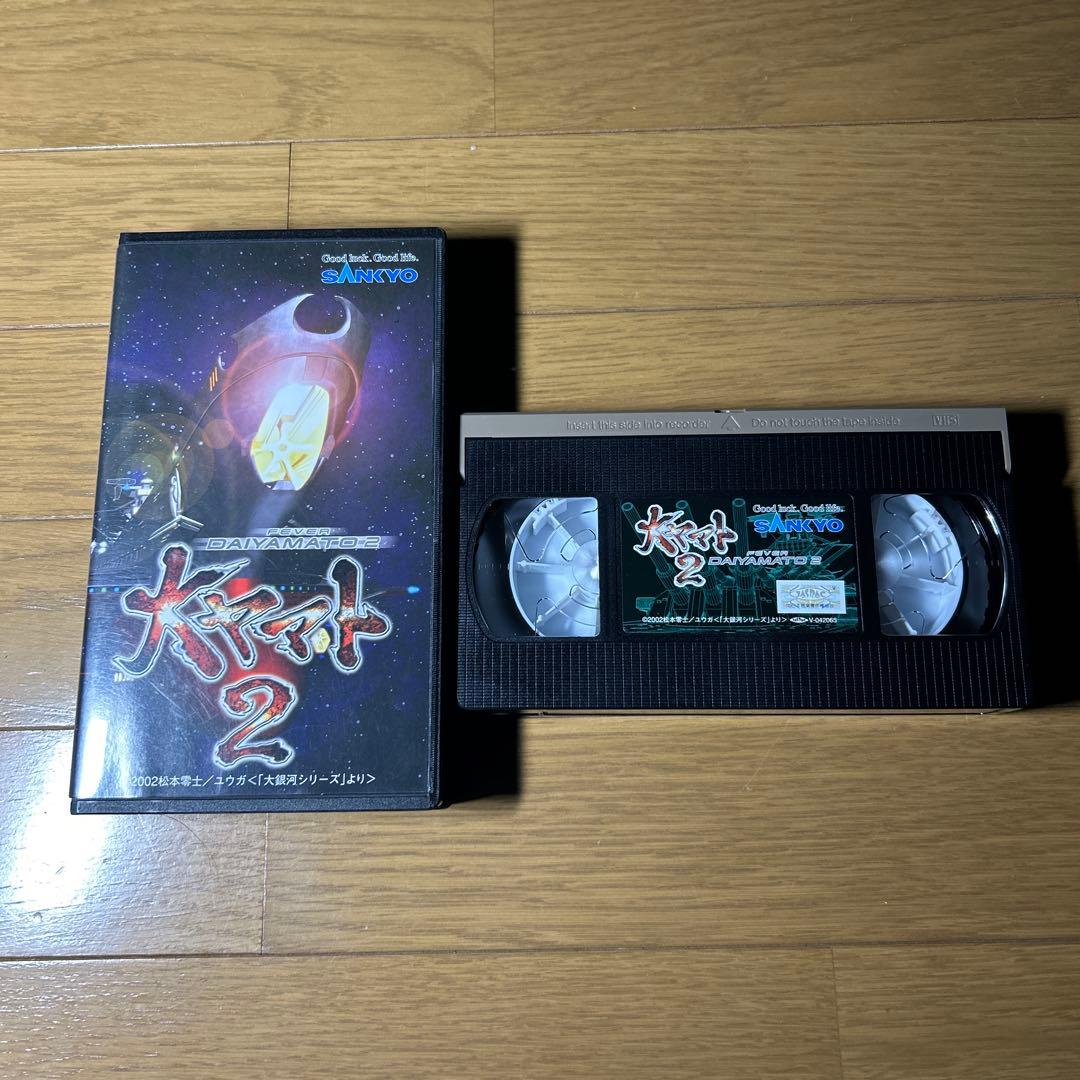 Good luck. Good life.
SANKYO
FEVER
DAIYAMATO 2
大ヤマト
2
2002松本零士／ユウガ＜「大銀河シリーズ」より＞
Insert this side into recorder
Do not touch the tape inside
VHS
Good luck. Good life.
SANKYO
大ヤマト
2
FEVER
DAIYAMATO 2
JASRAC
©2002松本零士／ユウガ＜「大銀河シリーズ」より＞
V-042065